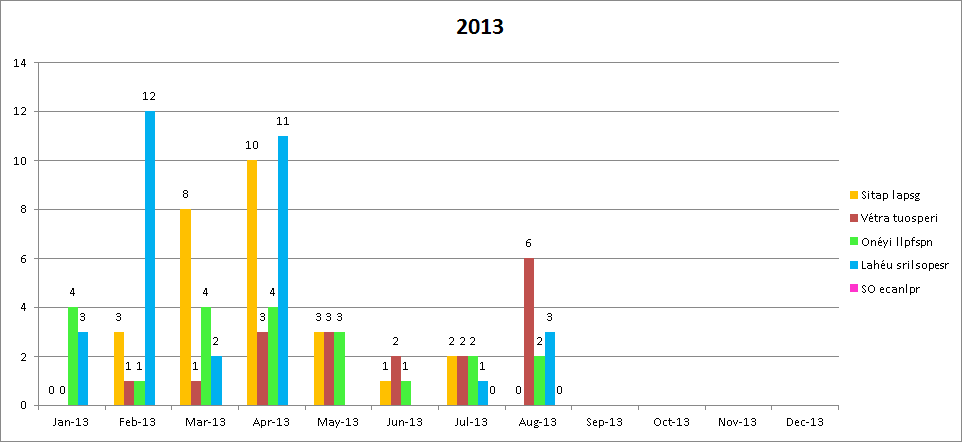 2013
14
12
10
8
6
4
2
0
0 0 4 3
3 1 1 12
8 1 4 2
10 3 4 11
3 3 3
1 2 1
2 2 2 1 0
0 6 2 3 0
Jan-13 Feb-13 Mar-13 Apr-13 May-13 Jun-13 Jul-13 Aug-13 Sep-13 Oct-13 Nov-13 Dec-13
Sitap lapsg
Vétra tuosperi
Onéyi llpfspn
Lahéu srilsopesr
SO ecanlpr